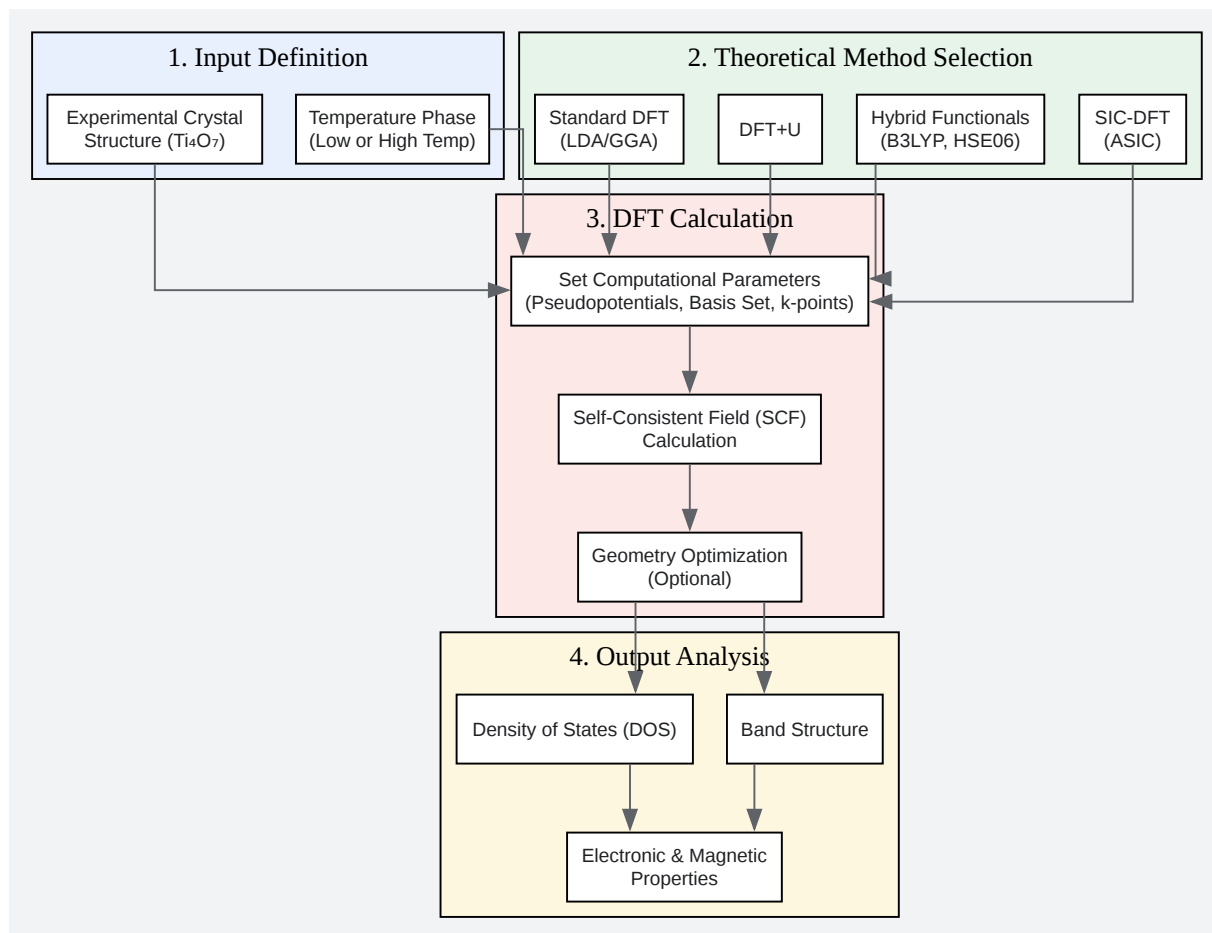 1. Input Definition
Experimental Crystal
Structure (Ti₄O₇)
Temperature Phase
(Low or High Temp)
2. Theoretical Method Selection
Standard DFT
(LDA/GGA)
DFT+U
Hybrid Functionals
(B3LYP, HSE06)
SIC-DFT
(ASIC)
3. DFT Calculation
Set Computational Parameters
(Pseudopotentials, Basis Set, k-points)
Self-Consistent Field (SCF)
Calculation
Geometry Optimization
(Optional)
4. Output Analysis
Density of States (DOS)
Band Structure
Electronic & Magnetic
Properties